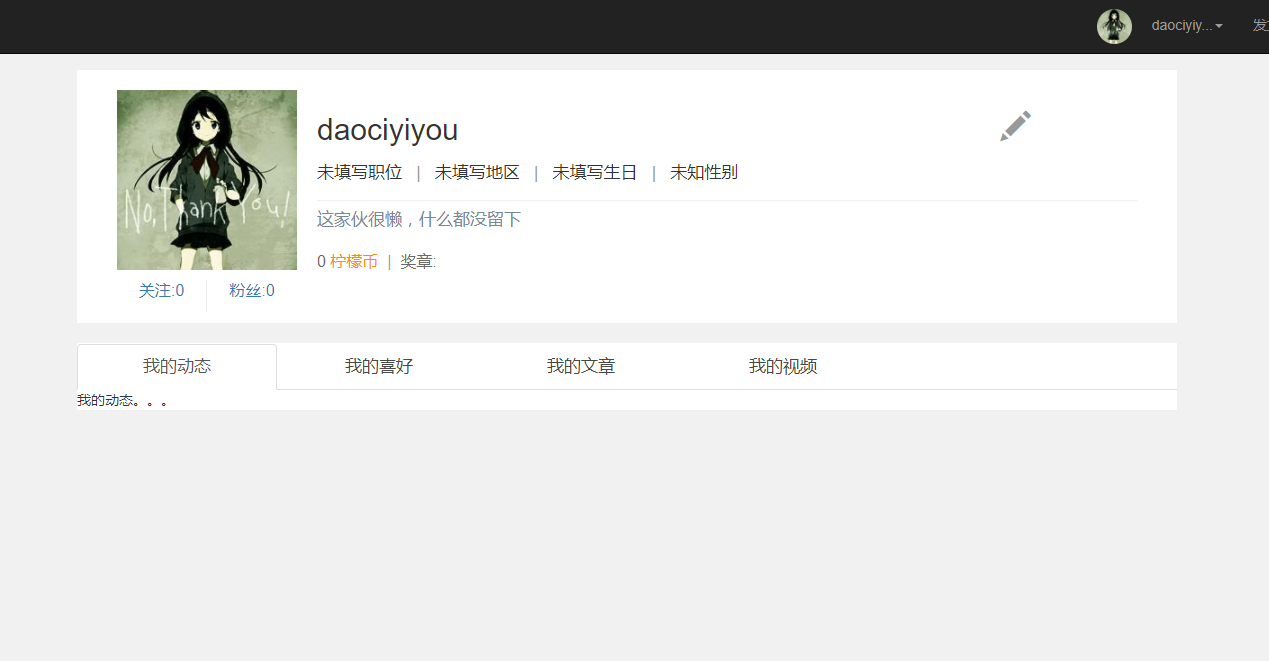 daociyiy...
daociyiyou
未填写职位 | 未填写地区 | 未填写生日 | 未知性别
这家伙很懒，什么都没留下
No, Thank You!
0 柠檬币 | 奖章:
关注:0 粉丝:0
我的动态 我的喜好 我的文章 我的视频
我的动态。。。